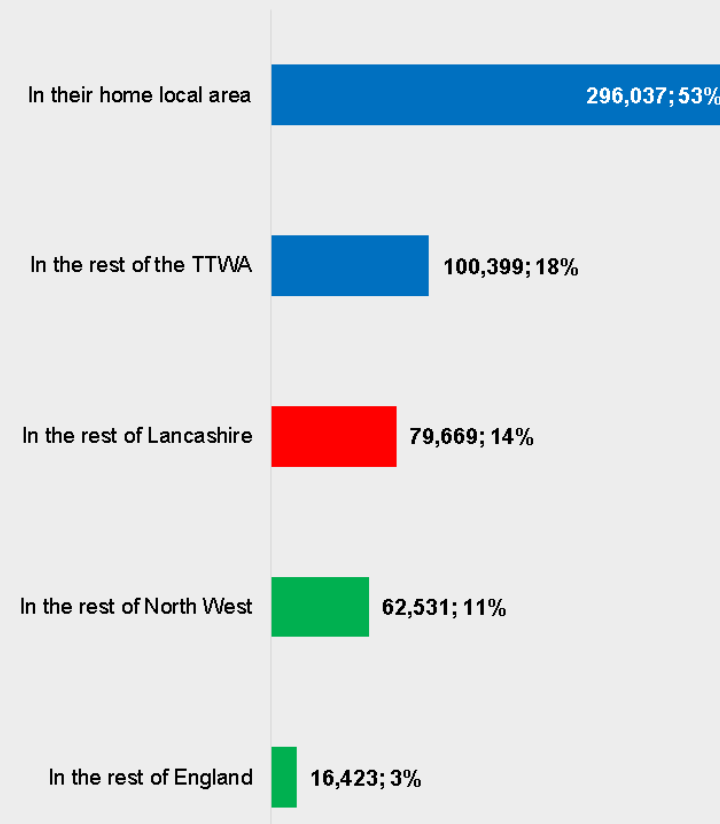 In their home local area 296,037; 53%
In the rest of the TTWA 100,399; 18%
In the rest of Lancashire 79,669; 14%
In the rest of North West 62,531; 11%
In the rest of England 16,423; 3%